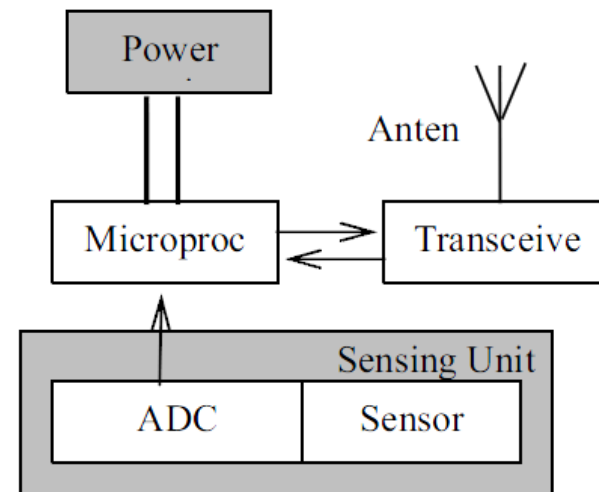 Power
Anten
Microproc
Transceive
Sensing Unit
ADC
Sensor